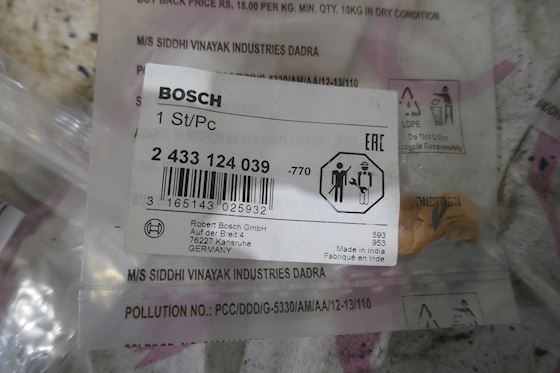 BUY BACK PRICE RS. 18.00 PER KG. MIN. QTY. 10KG IN DRY CONDITION
M/S SIDDHI VINAYAK INDUSTRIES DADRA
BOSCH
1 St/Pc
EAC
2 433 124 039 -770
3 165143 025932
Robert Bosch GmbH
Auf der Breit 4
76227 Karlsruhe
GERMANY
593
953
Made in India
Fabriqué en Inde
LDPE
Do Not Litter
Recycle Responsibly
CONDITION
M/S SIDDHI VINAYAK INDUSTRIES DADRA
POLLUTION NO.: PCC/DDD/G-5330/AM/AA/12-13/110